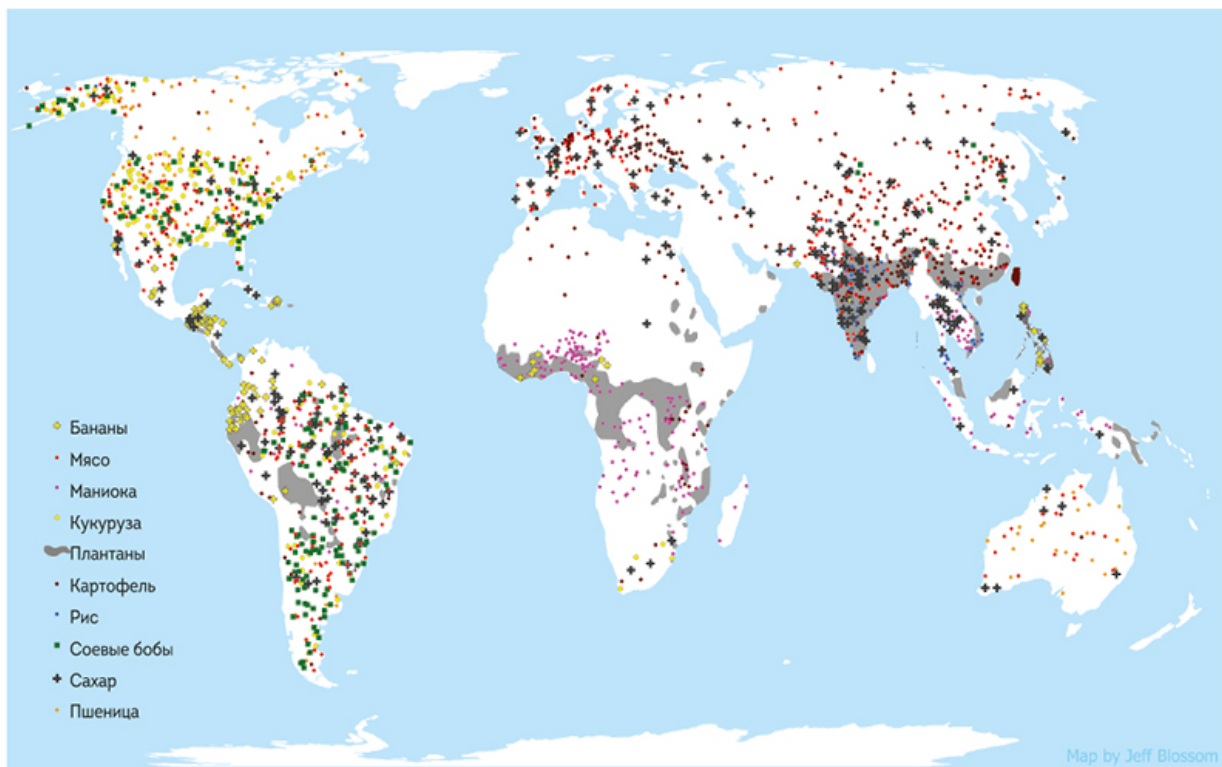 Бананы
Мясо
Маниока
Кукуруза
Плантаны
Картофель
Рис
Соевые бобы
Сахар
Пшеница
Map by Jeff Blossom